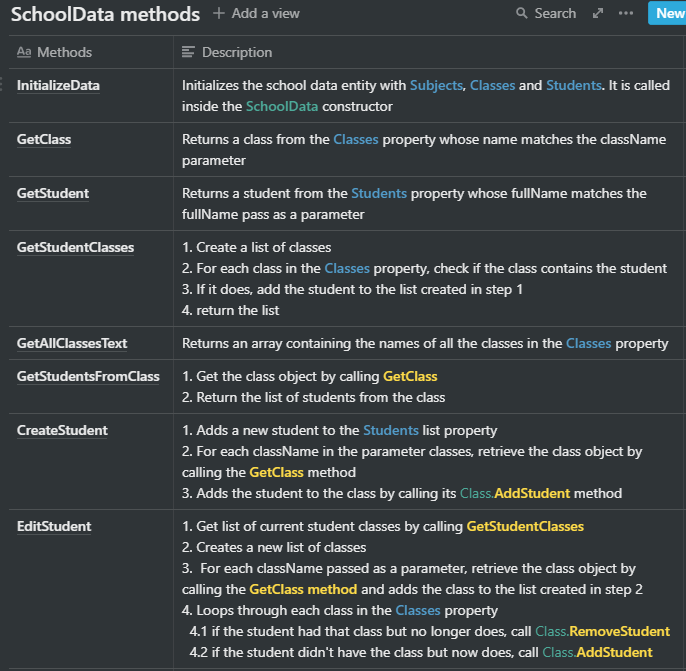 SchoolData methods + Add a view Search New
Aa Methods Description
InitializeData
Initializes the school data entity with Subjects, Classes and Students. It is called
inside the SchoolData constructor
GetClass
Returns a class from the Classes property whose name matches the className
parameter
GetStudent
Returns a student from the Students property whose fullName matches the
fullName pass as a parameter
GetStudentClasses
1. Create a list of classes
2. For each class in the Classes property, check if the class contains the student
3. If it does, add the student to the list created in step 1
4. return the list
GetAllClassesText
Returns an array containing the names of all the classes in the Classes property
GetStudentsFromClass
1. Get the class object by calling GetClass
2. Return the list of students from the class
CreateStudent
1. Adds a new student to the Students list property
2. For each className in the parameter classes, retrieve the class object by
calling the GetClass method
3. Adds the student to the class by calling its Class.AddStudent method
EditStudent
1. Get list of current student classes by calling GetStudentClasses
2. Creates a new list of classes
3. For each className passed as a parameter, retrieve the class object by
calling the GetClass method and adds the class to the list created in step 2
4. Loops through each class in the Classes property
4.1 if the student had that class but no longer does, call Class.RemoveStudent
4.2 if the student didn't have the class but now does, call Class.AddStudent